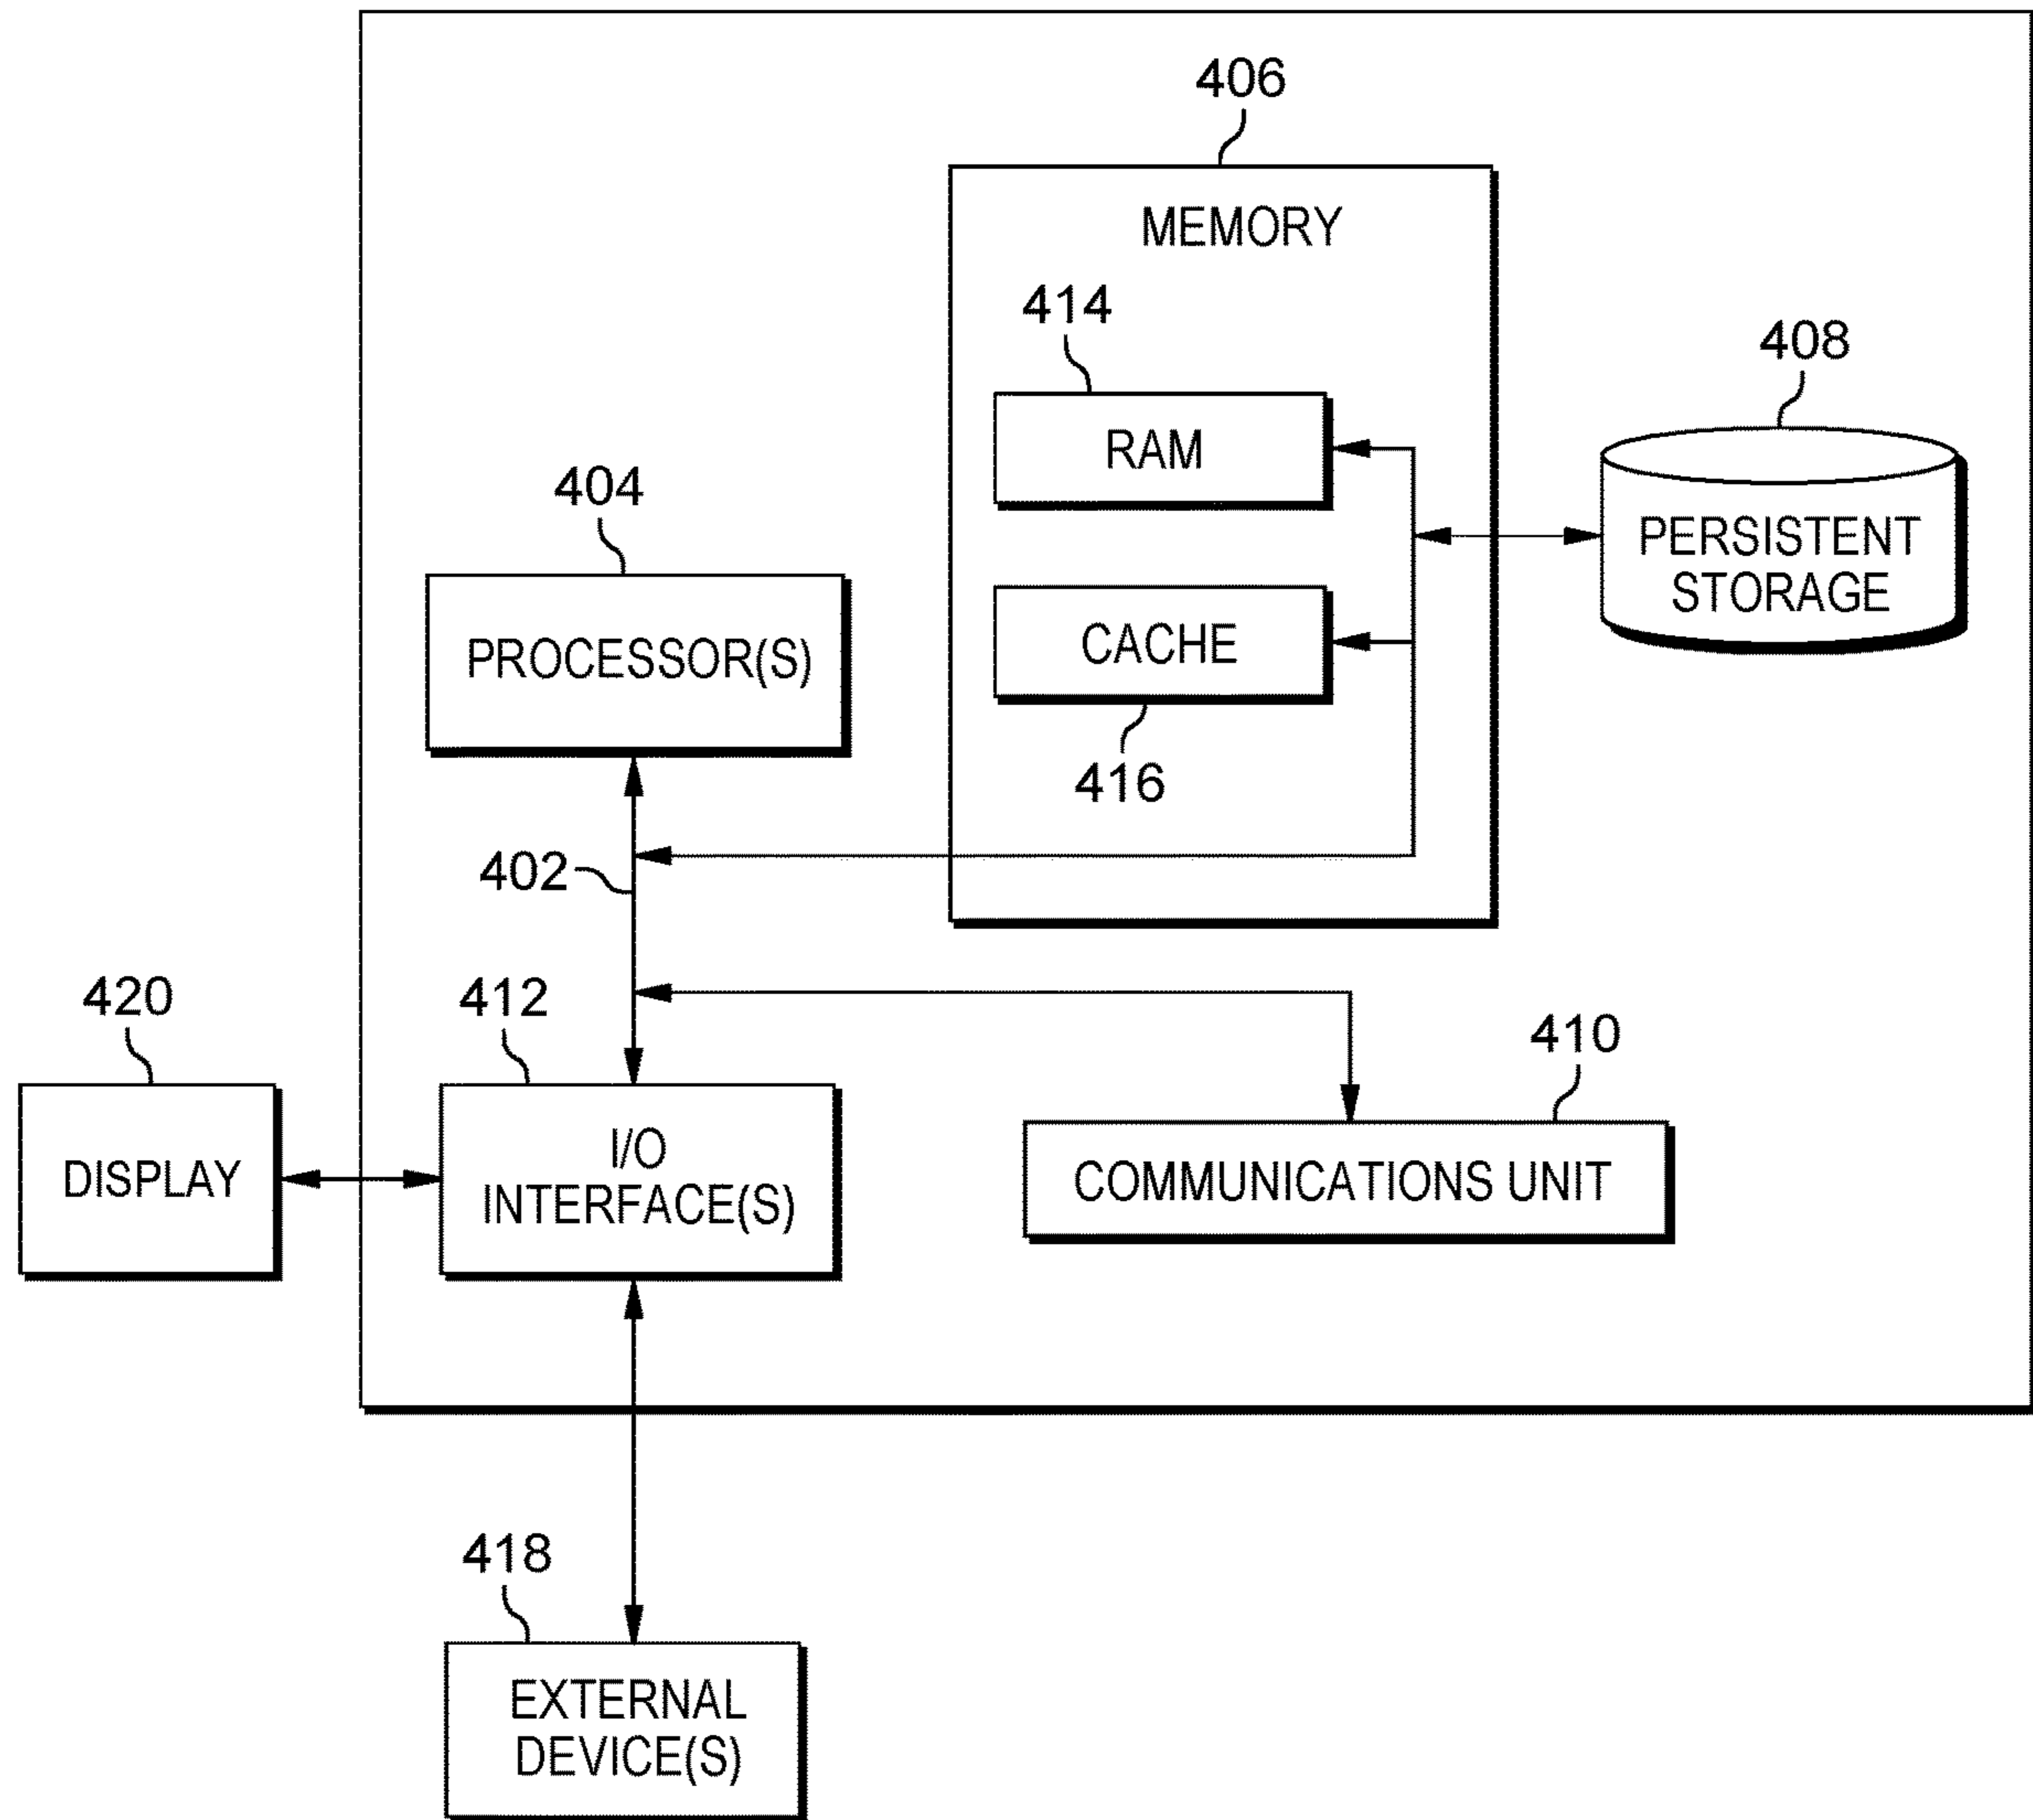 406
MEMORY
414
RAM
408
PERSISTENT
STORAGE
404
PROCESSOR(S)
CACHE
416
402
420
DISPLAY
412
I/O
INTERFACE(S)
410
COMMUNICATIONS UNIT
418
EXTERNAL
DEVICE(S)